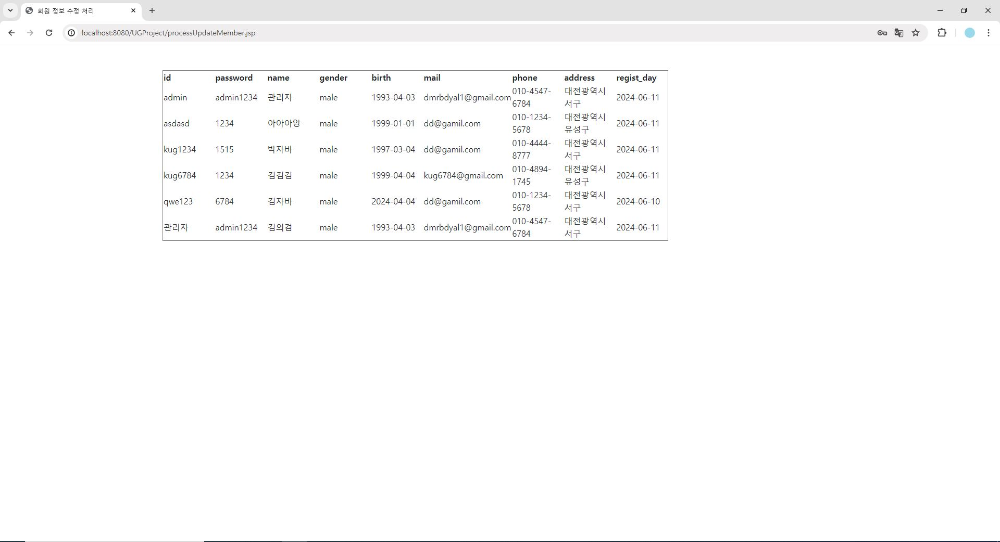 회원 정보 수정 처리
localhost:8080/UGProject/processUpdateMember.jsp
id password name gender birth mail phone address regist_day
admin admin1234 관리자 male 1993-04-03 dmrbdyal1@gmail.com 010-4547-6784 대전광역시 서구 2024-06-11
asdasd 1234 아아아앙 male 1999-01-01 dd@gamil.com 010-1234-5678 대전광역시 유성구 2024-06-11
kug1234 1515 박자바 male 1997-03-04 dd@gamil.com 010-4444-8777 대전광역시 서구 2024-06-11
kug6784 1234 김김김 male 1999-04-04 kug6784@gmail.com 010-4894-1745 대전광역시 유성구 2024-06-11
qwe123 6784 김자바 male 2024-04-04 dd@gamil.com 010-1234-5678 대전광역시 서구 2024-06-10
관리자 admin1234 김의겸 male 1993-04-03 dmrbdyal1@gmail.com 010-4547-6784 대전광역시 서구 2024-06-11